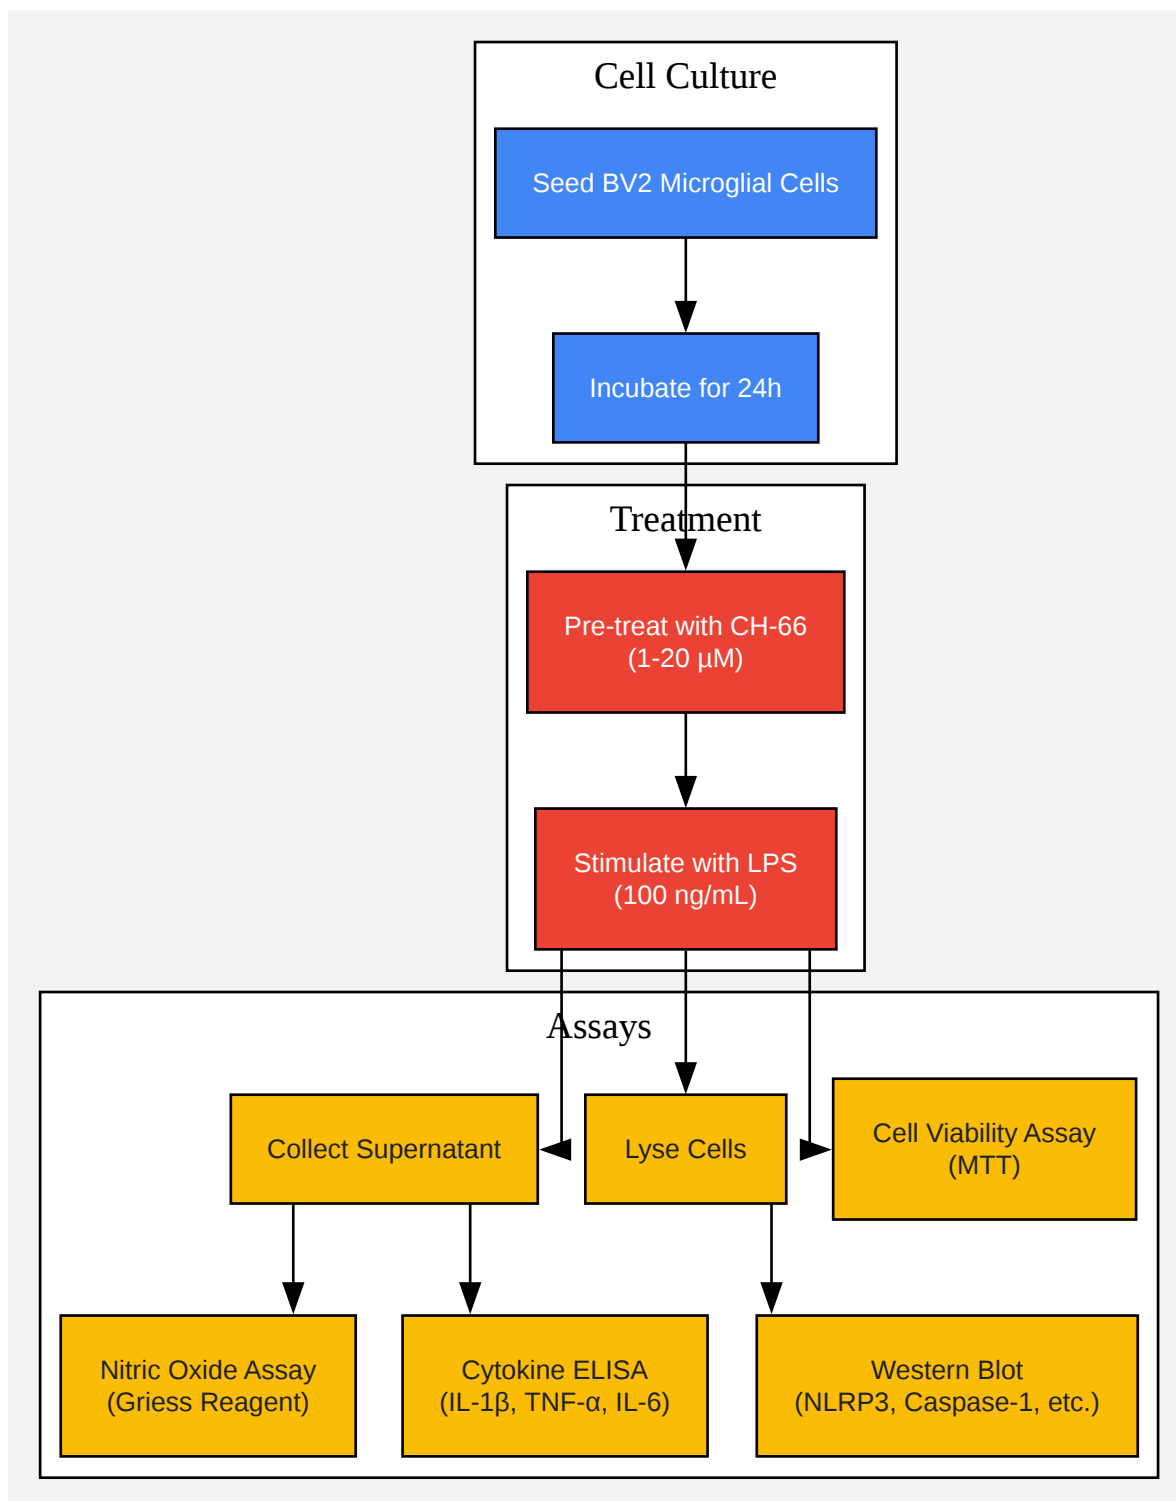 Cell Culture
Seed BV2 Microglial Cells
Incubate for 24h
Treatment
Pre-treat with CH-66
(1-20 µM)
Stimulate with LPS
(100 ng/mL)
Assays
Collect Supernatant
Lyse Cells
Cell Viability Assay
(MTT)
Nitric Oxide Assay
(Griess Reagent)
Cytokine ELISA
(IL-1β, TNF-α, IL-6)
Western Blot
(NLRP3, Caspase-1, etc.)